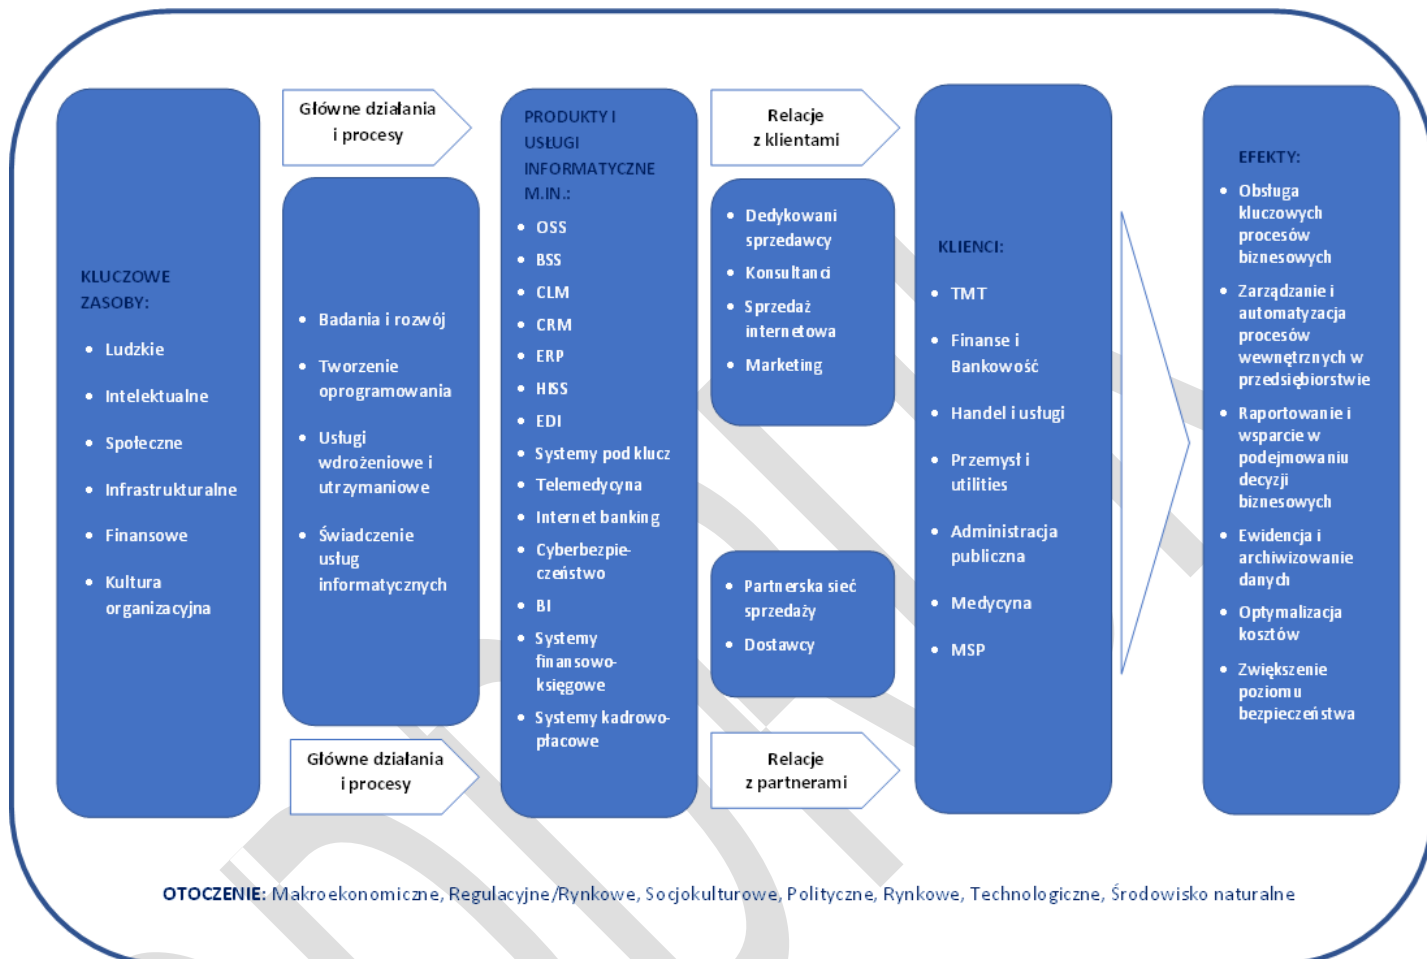 KLUCZOWE
ZASOBY:
• Ludzkie
• Intelektualne
• Społeczne
• Infrastrukturalne
• Finansowe
• Kultura
organizacyjna
Główne działania
i procesy
• Badania i rozwój
• Tworzenie
oprogramowania
• Usługi
wdrożeniowe i
utrzymaniowe
• Świadczenie
usług
informatycznych
Główne działania
i procesy
PRODUKTY I
USŁUGI
INFORMATYCZNE
M.IN.:
• OSS
• BSS
• CLM
• CRM
• ERP
• HISS
• EDI
• Systemy pod klucz
• Telemedycyna
• Internet banking
• Cyberbezpie-
czeństwo
• BI
• Systemy
finansowo-
księgowe
• Systemy kadrowo-
płacowe
Relacje
z klientami
• Dedykowani
sprzedawcy
• Konsultanci
• Sprzedaż
internetowa
• Marketing
• Partnerska sieć
sprzedaży
• Dostawcy
Relacje
z partnerami
KLIENCI:
• TMT
• Finanse i
Bankowość
• Handel i usługi
• Przemysł i
utilities
• Administracja
publiczna
• Medycyna
• MSP
EFEKTY:
• Obsługa
kluczowych
procesów
biznesowych
• Zarządzanie i
automatyzacja
procesów
wewnętrznych w
przedsiębiorstwie
• Raportowanie i
wsparcie w
podejmowaniu
decyzji
biznesowych
• Ewidencja i
archiwizowanie
danych
• Optymalizacja
kosztów
• Zwiększenie
poziomu
bezpieczeństwa
OTOCZENIE: Makroekonomiczne, Regulacyjne/Rynkowe, Socjokulturowe, Polityczne, Rynkowe, Technologiczne, Środowisko naturalne